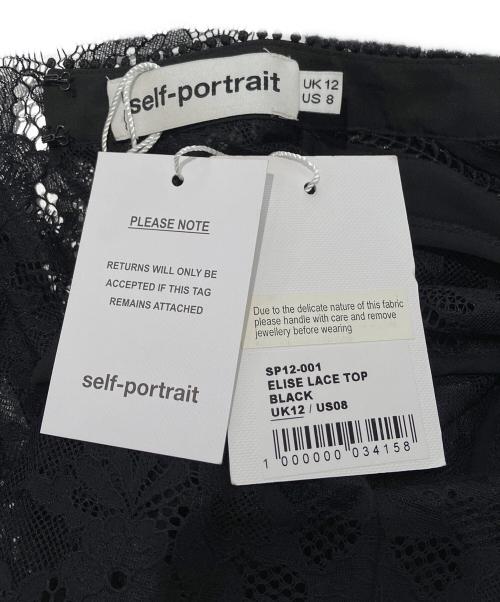 self-portrait
UK 12
US 8
PLEASE NOTE
RETURNS WILL ONLY BE
ACCEPTED IF THIS TAG
REMAINS ATTACHED
self-portrait
Due to the delicate nature of this fabric
please handle with care and remove
jewellery before wearing
SP12-001
ELISE LACE TOP
BLACK
UK12 / US08
1 000000 034158